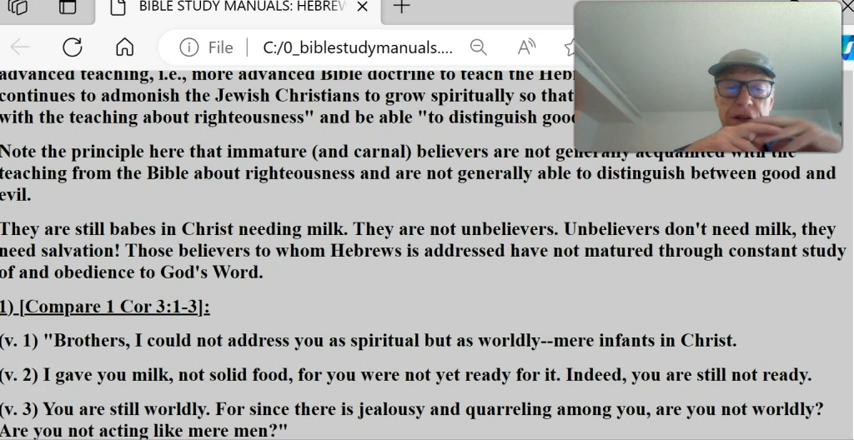 BIBLE STUDY MANUALS: HEBREW
File
C:/0_biblestudymanuals....
A
advanced teaching, i.e., more advanced Bible doctrine to teach the Heb
continues to admonish the Jewish Christians to grow spiritually so that
with the teaching about righteousness" and be able "to distinguish good
Note the principle here that immature (and carnal) believers are not generally acquainted with the
teaching from the Bible about righteousness and are not generally able to distinguish between good and
evil.
They are still babes in Christ needing milk. They are not unbelievers. Unbelievers don't need milk, they
need salvation! Those believers to whom Hebrews is addressed have not matured through constant study
of and obedience to God's Word.
1) [Compare 1 Cor 3:1-3]:
(v. 1) "Brothers, I could not address you as spiritual but as worldly--mere infants in Christ.
(v. 2) I gave you milk, not solid food, for you were not yet ready for it. Indeed, you are still not ready.
(v. 3) You are still worldly. For since there is jealousy and quarreling among you, are you not worldly?
Are you not acting like mere men?"